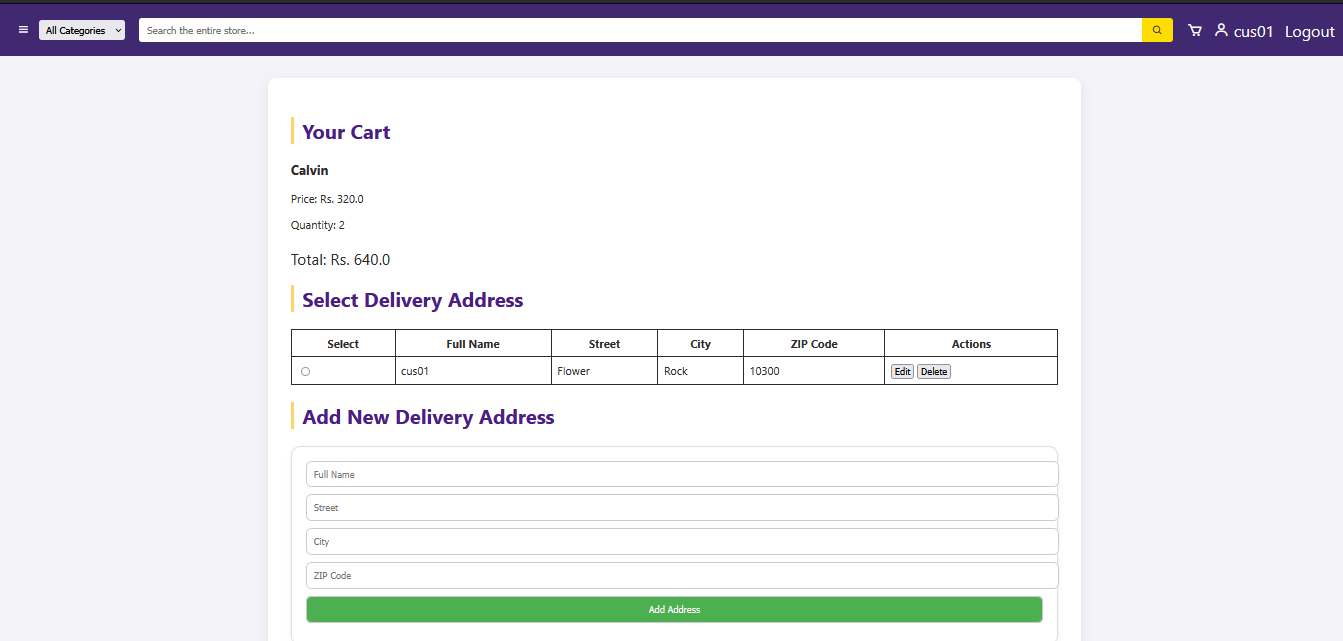 All Categories Search the entire store... cus01 Logout
Your Cart
Calvin
Price: Rs. 320.0
Quantity: 2
Total: Rs. 640.0
Select Delivery Address
Select Full Name Street City ZIP Code Actions
cus01 Flower Rock 10300 Edit Delete
Add New Delivery Address
Full Name
Street
City
ZIP Code
Add Address